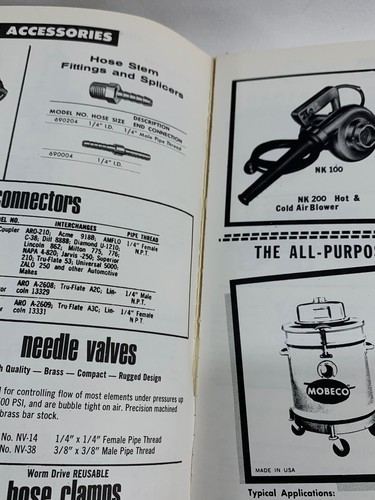 ACCESSORIES
Hose Stem
Fittings and Splicers
MODEL NO. HOSE SIZE DESCRIPTION
END CONNECTION
690204 1/4" I.D. 1/4" Male Pipe Thread
690004
1/4" I.D.
connectors
EL NO. INTERCHANGES PIPE THREAD
Coupler ARO-210; Acme 918B; AMFLO 1/4" Female
C-38; Dill 8888; Diamond U-1210; N.P.T.
Lincoln 862; Milton 775, 776;
NAPA 4-820; Jarvis -250; Superior
210; Tru-Flate 53; Universal 5000;
ZALO 250 and other Automotive
Makes
or ARO A-2608; Tru-Flate A2C; Lin- 1/4" Male
coln 13329 N.P.T.
or ARO A-2609; Tru-Flate A3C; Lin- 1/4" Female
coln 13331 N.P.T.
needle valves
h Quality — Brass — Compact — Rugged Design
d for controlling flow of most elements under pressures up
00 PSI, and are bubble tight on air. Precision machined
brass bar stock.
No. NV-14 1/4" x 1/4" Female Pipe Thread
No. NV-38 3/8" x 3/8" Male Pipe Thread
Worm Drive REUSABLE
hose clamps
NK 100
NK 200 Hot &
Cold Air Blower
THE ALL-PURPOS
MOBECO
MADE IN USA
Typical Applications: